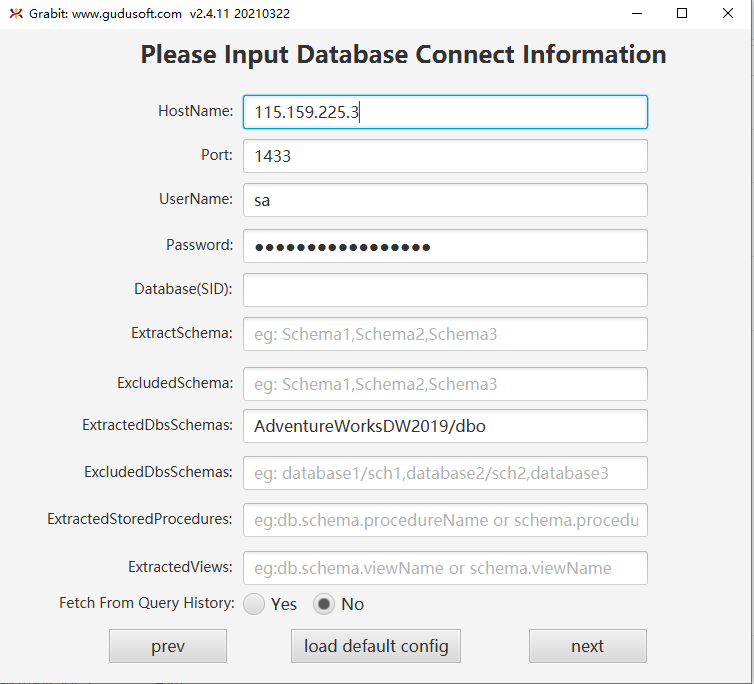 Grabit: www.gudusoft.com v2.4.11 20210322
Please Input Database Connect Information
HostName: 115.159.225.3
Port: 1433
UserName: sa
Password: ●●●●●●●●●●●●●●●●●
Database(SID):
ExtractSchema: eg: Schema1,Schema2,Schema3
ExcludedSchema: eg: Schema1,Schema2,Schema3
ExtractedDbsSchemas: AdventureWorksDW2019/dbo
ExcludedDbsSchemas: eg: database1/sch1,database2/sch2,database3
ExtractedStoredProcedures: eg:db.schema.procedureName or schema.procedu
ExtractedViews: eg:db.schema.viewName or schema.viewName
Fetch From Query History: Yes No
prev load default config next